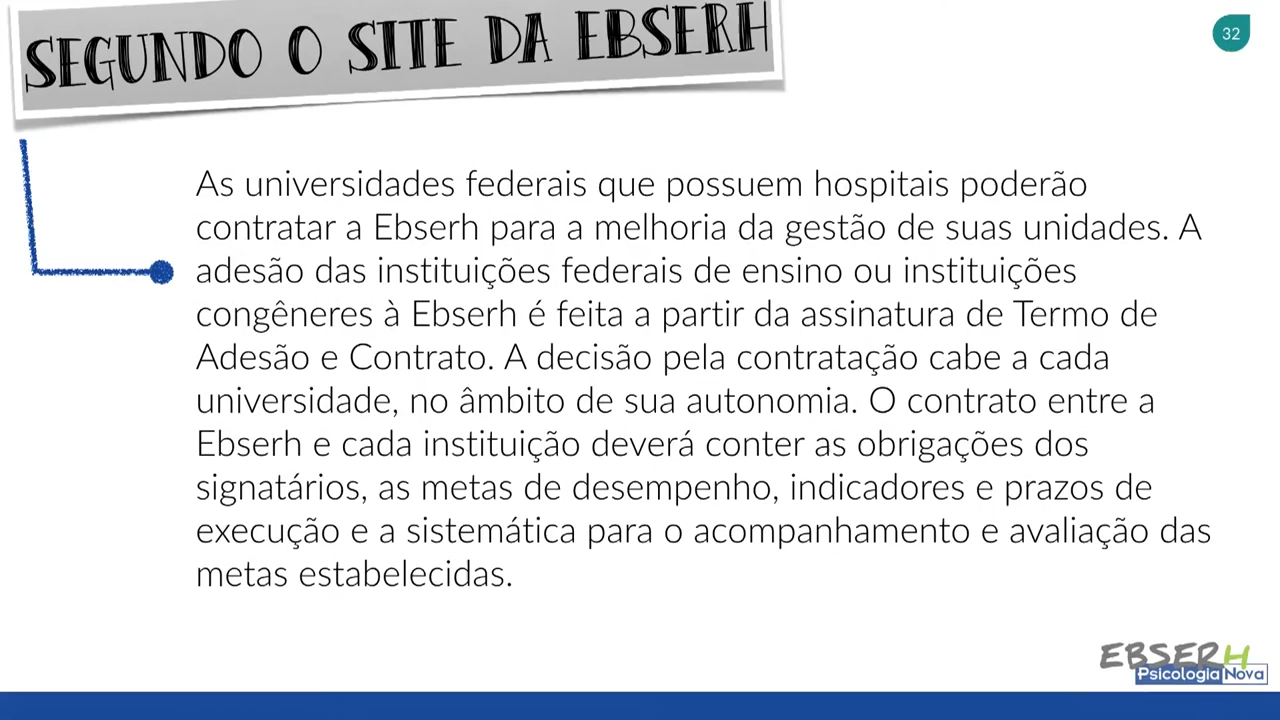 SEGUNDO O SITE DA EBSERH
32
As universidades federais que possuem hospitais poderão
contratar a Ebserh para a melhoria da gestão de suas unidades. A
adesão das instituições federais de ensino ou instituições
congêneres à Ebserh é feita a partir da assinatura de Termo de
Adesão e Contrato. A decisão pela contratação cabe a cada
universidade, no âmbito de sua autonomia. O contrato entre a
Ebserh e cada instituição deverá conter as obrigações dos
signatários, as metas de desempenho, indicadores e prazos de
execução e a sistemática para o acompanhamento e avaliação das
metas estabelecidas.
EBSERH
Psicologia Nova